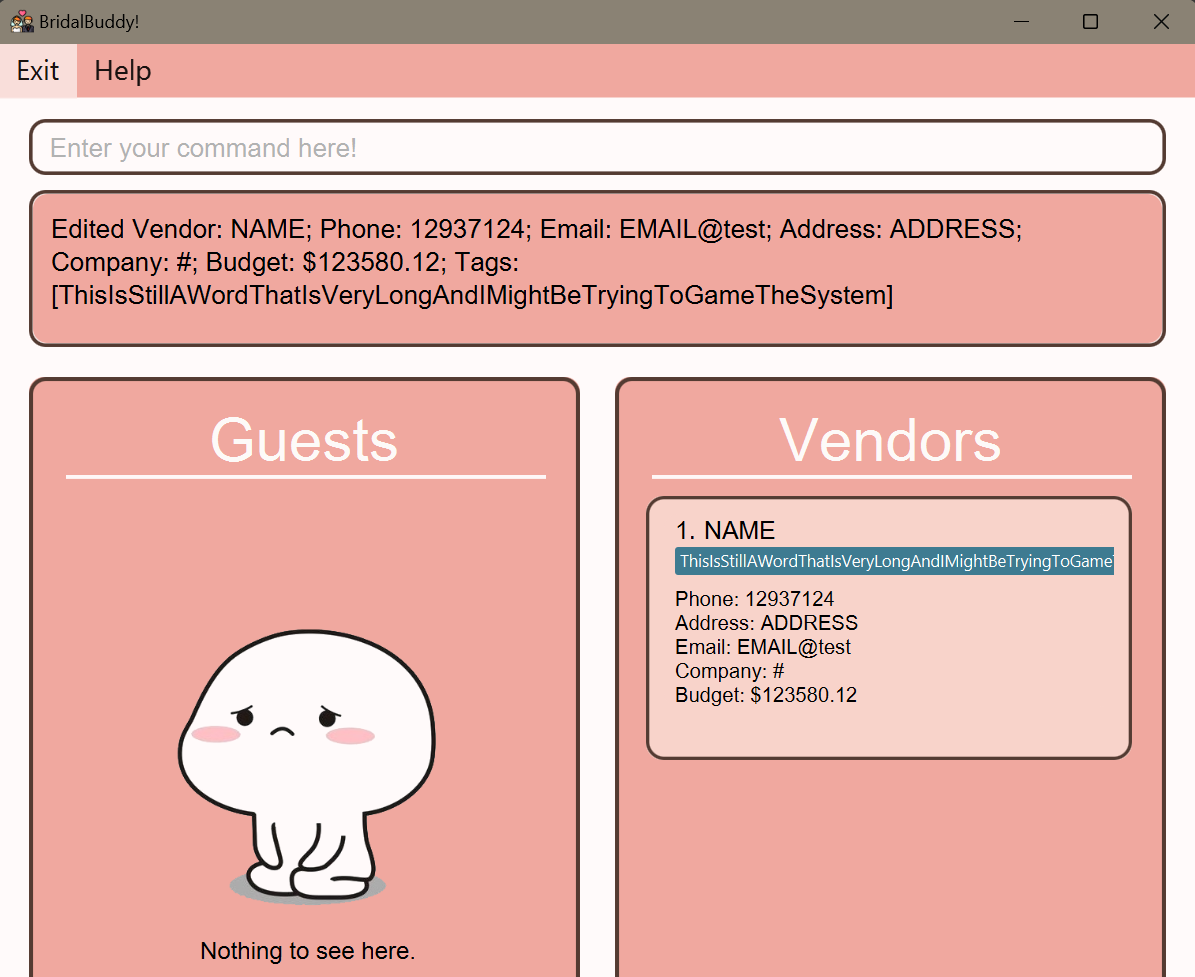 BridalBuddy!
Exit Help
Enter your command here!
Edited Vendor: NAME; Phone: 12937124; Email: EMAIL@test; Address: ADDRESS;
Company: #; Budget: $123580.12; Tags:
[ThisIsStillAWordThatIsVeryLongAndIMightBeTryingToGameTheSystem]
Guests
Nothing to see here.
Vendors
1. NAME
ThisIsStillAWordThatIsVeryLongAndIMightBeTryingToGameT
Phone: 12937124
Address: ADDRESS
Email: EMAIL@test
Company: #
Budget: $123580.12